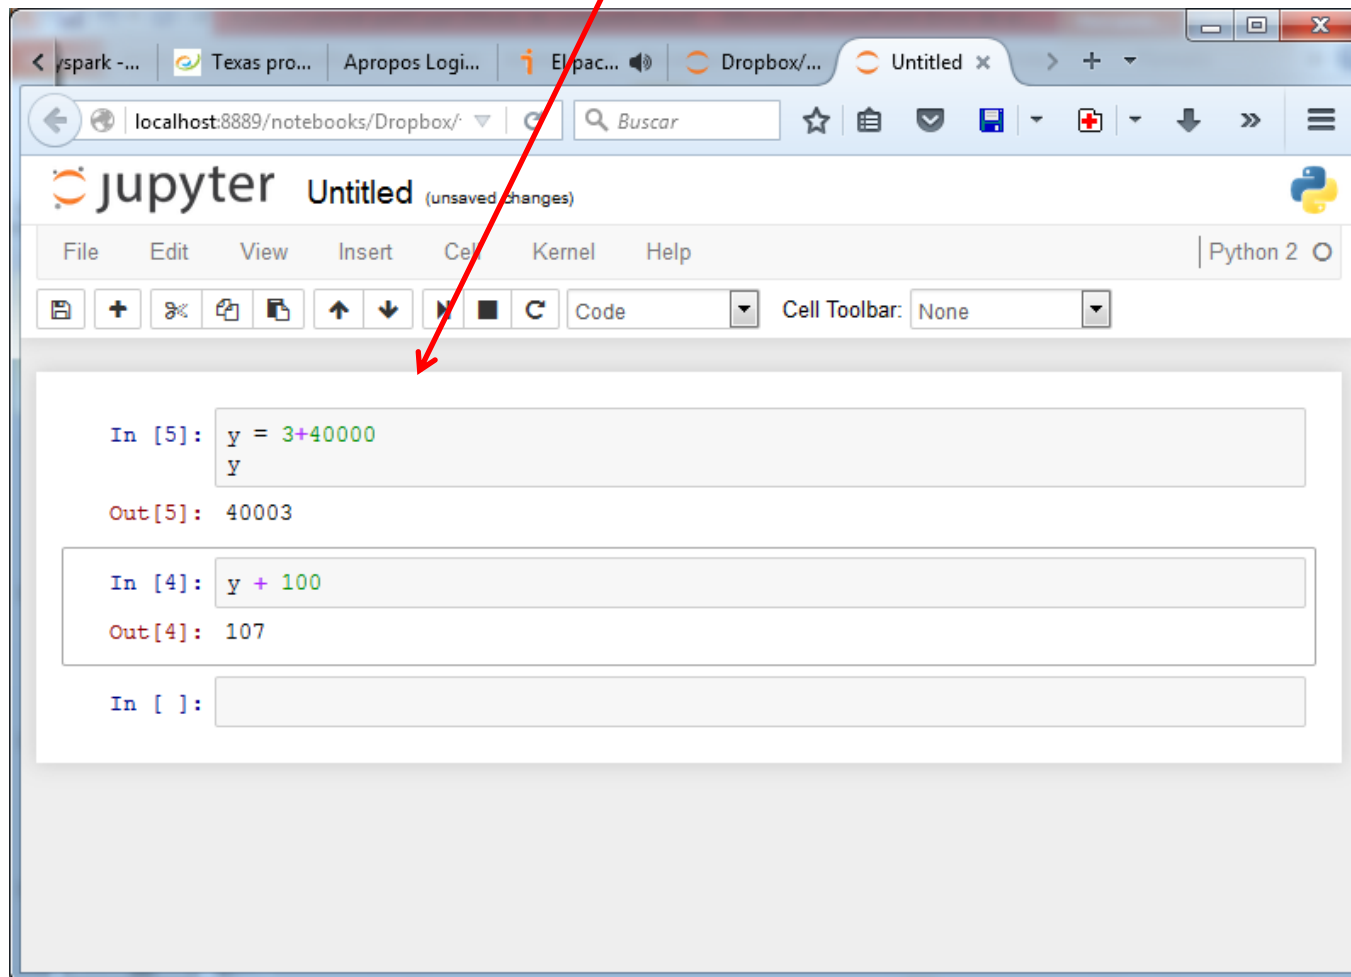 yspark -... Texas pro... Apropos Logi... El pac... Dropbox/... Untitled
localhost:8889/notebooks/Dropbox/ Buscar
jupyter Untitled (unsaved changes)
File Edit View Insert Cell Kernel Help Python 2
Code Cell Toolbar: None
In [5]: y = 3+40000
y
Out[5]: 40003
In [4]: y + 100
Out[4]: 107
In [ ]: